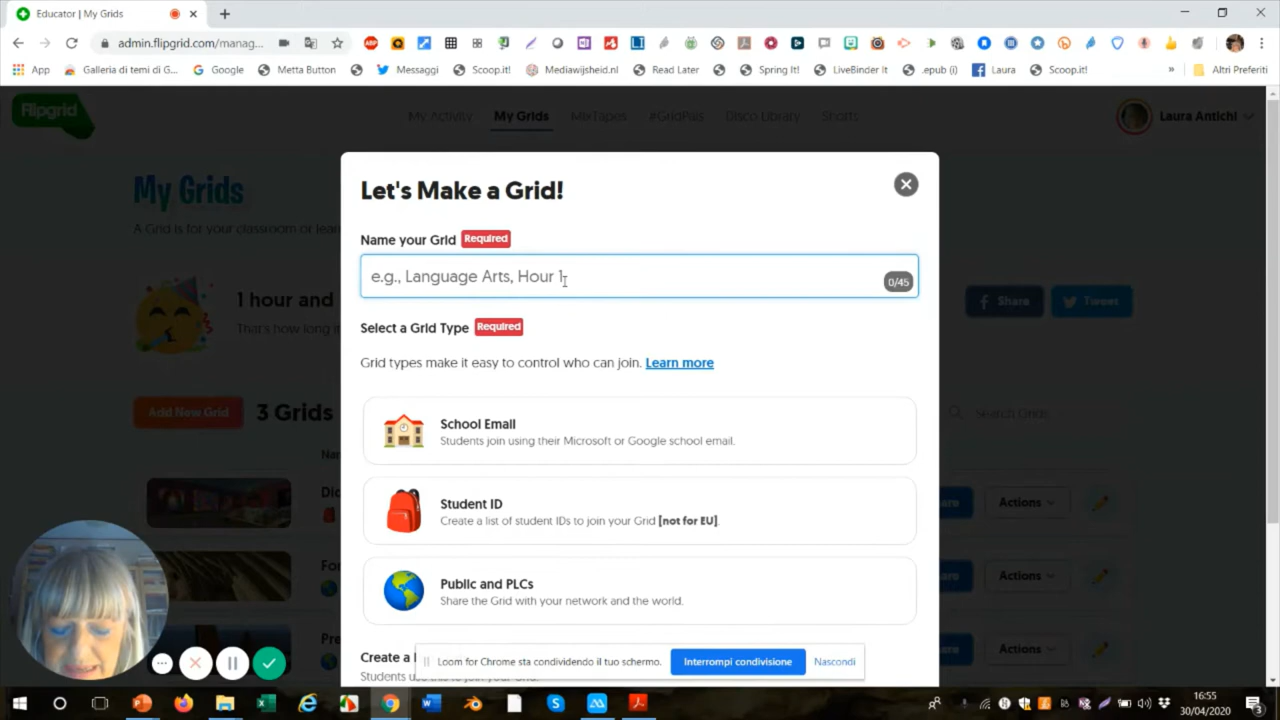 Educator | My Grids
admin.flipgrid.com/manag...
App
Galleria di temi di G...
Google
Metta Button
Messaggi
Scoop.it!
Mediawijsheid.nl
Read Later
Spring It!
LiveBinder It
.epub (i)
Laura
Scoop.it!
»
Altri Preferiti
Flipgrid
My Activity
My Grids
MixTapes
#GridPals
Disco Library
Shorts
Laura Antichi
My Grids
A Grid is for your classroom or lear
1 hour and
That's how long
Share
Tweet
Add New Grid
3 Grids
Search Grids
Actions
Actions
Actions
Let's Make a Grid!
Name your Grid Required
e.g., Language Arts, Hour 1
0/45
Select a Grid Type Required
Grid types make it easy to control who can join. Learn more
School Email
Students join using their Microsoft or Google school email.
Student ID
Create a list of student IDs to join your Grid [not for EU].
Public and PLCs
Share the Grid with your network and the world.
Create a
Students use this to join your Grid.
Loom for Chrome sta condividendo il tuo schermo.
Interrompi condivisione
Nascondi
16:55
30/04/2020
3